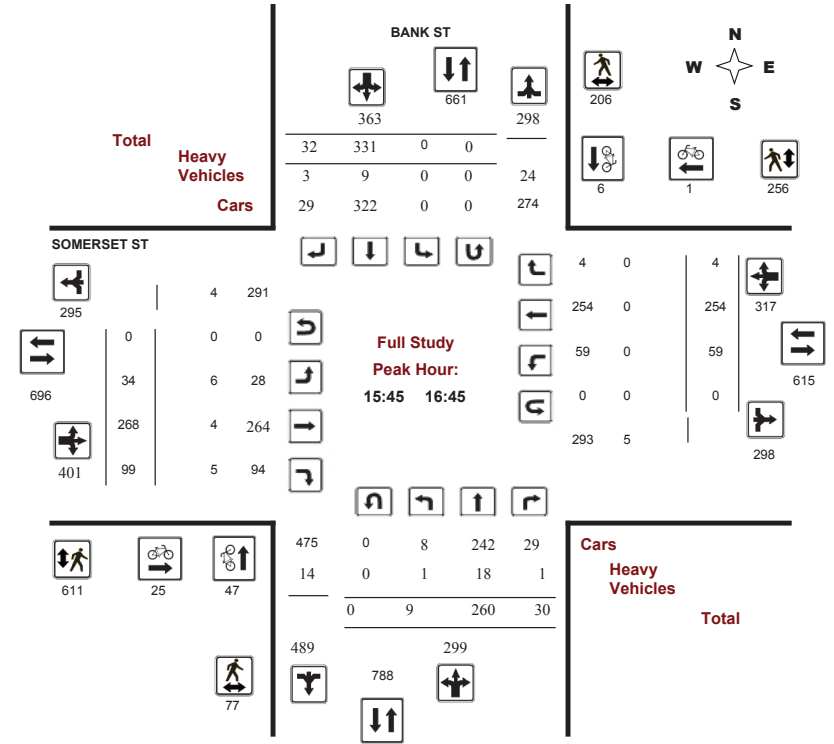 BANK ST
N
W E
S
661
206
363 298
Total
32 331 0 0
Heavy
Vehicles
3 9 0 0 24
Cars
29 322 0 0 274
6 1 256
SOMERSET ST
4 0 4
4 291
295
254 0 254
317
0 0 0
Full Study
59 0 59
Peak Hour:
34 6 28
615
696
15:45 16:45
0 0 0
268 4 264
293 5
298
401
99 5 94
475 0 8 242 29
Cars
14 0 1 18 1
Heavy
Vehicles
611 25 47
0 9 260 30
Total
489 299
788
77